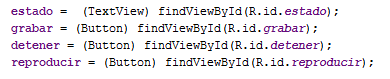 estado =  (TextView) findViewById(R.id.estado);
grabar = (Button) findViewById(R.id.grabar);
detener = (Button) findViewById(R.id.detener);
reproducir = (Button) findViewById(R.id.reproducir);